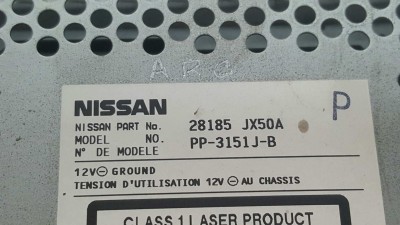 ARO
NISSAN
P
NISSAN PART No. 28185 JX50A
MODEL NO. PP-3151J-B
N° DE MODELE
12V⊖ GROUND
TENSION D'UTILISATION 12V⊖ AU CHASSIS
CLASS 1 LASER PRODUCT